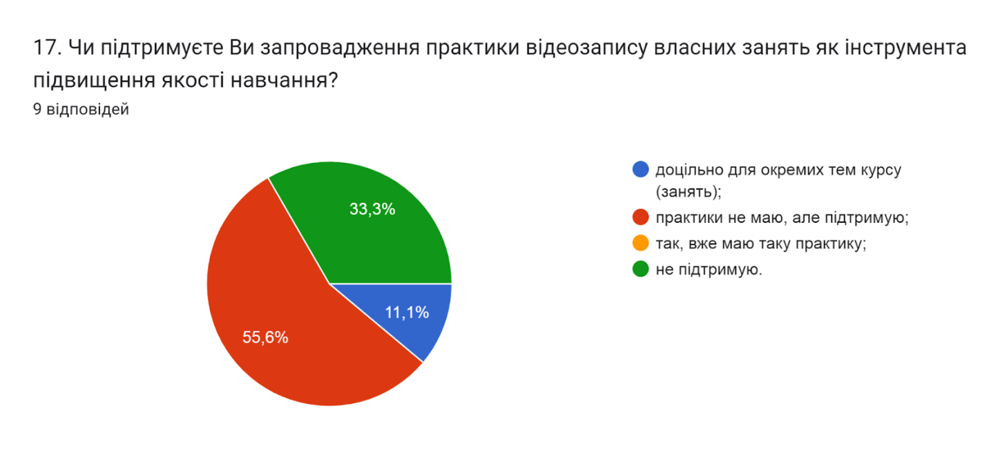 17. Чи підтримуєте Ви запровадження практики відеозапису власних занять як інструмента
підвищення якості навчання?
9 відповідей
33,3%
11,1%
55,6%
доцільно для окремих тем курсу
(занять);
практики не маю, але підтримую;
так, вже маю таку практику;
не підтримую.